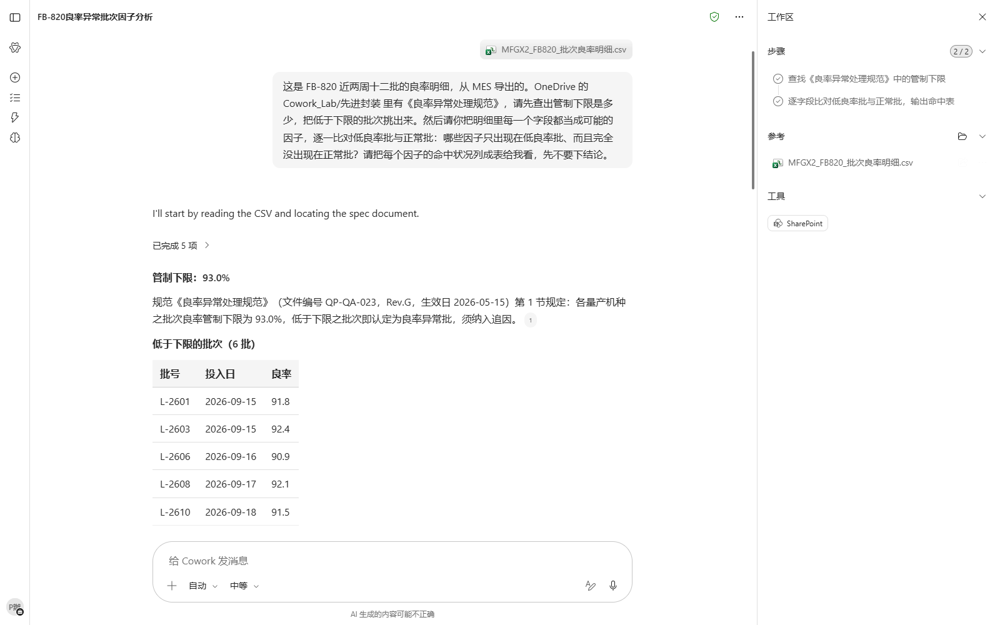 FB-820良率异常批次因子分析
MFGX2_FB820_批次良率明细.csv
这是 FB-820 近两周十二批的良率明细，从 MES 导出的。OneDrive 的
Cowork_Lab/先进封装 里有《良率异常处理规范》，请先查出管制下限是多
少，把低于下限的批次挑出来。然后请你把明细里每一个字段都当成可能的
因子，逐一比对低良率批与正常批：哪些因子只出现在低良率批、而且完全
没出现在正常批？请把每个因子的命中状况列成表给我看，先不要下结论。
I'll start by reading the CSV and locating the spec document.
已完成 5 项
管制下限：93.0%
规范《良率异常处理规范》（文件编号 QP-QA-023，Rev.G，生效日 2026-05-15）第 1 节规定：各量产机种
之批次良率管制下限为 93.0%，低于下限之批次即认定为良率异常批，须纳入追因。 1
低于下限的批次（6 批）
批号 投入日 良率
L-2601 2026-09-15 91.8
L-2603 2026-09-15 92.4
L-2606 2026-09-16 90.9
L-2608 2026-09-17 92.1
L-2610 2026-09-18 91.5
给 Cowork 发消息
自动 中等
AI 生成的内容可能不正确
P辦
工作区
步骤 2 / 2
查找《良率异常处理规范》中的管制下限
逐字段比对低良率批与正常批，输出命中表
参考
MFGX2_FB820_批次良率明细.csv
工具
SharePoint